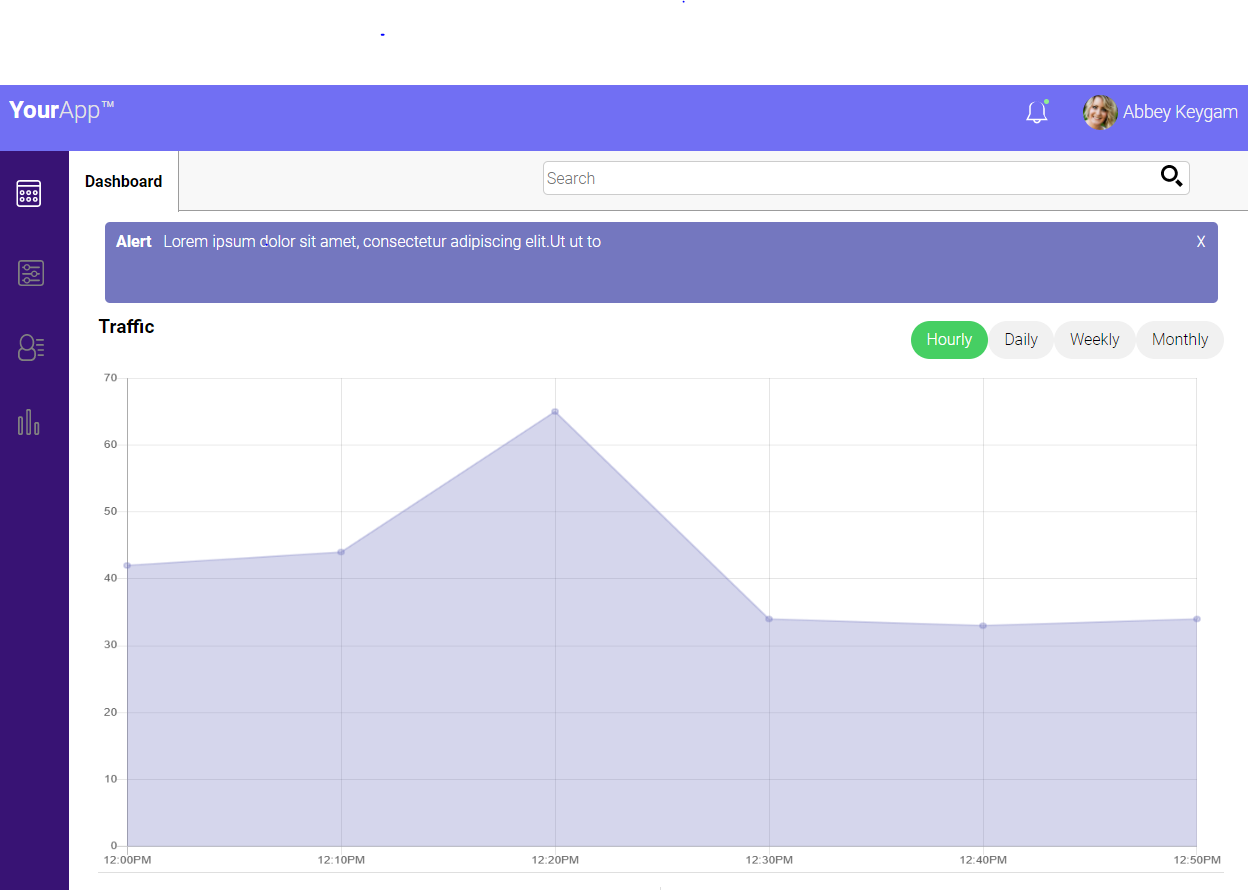 YourApp™
Abbey Keygam
Dashboard
Search
Alert Lorem ipsum dolor sit amet, consectetur adipiscing elit.Ut ut to X
Traffic
Hourly Daily Weekly Monthly
70
60
50
40
30
20
10
0
12:00PM 12:10PM 12:20PM 12:30PM 12:40PM 12:50PM